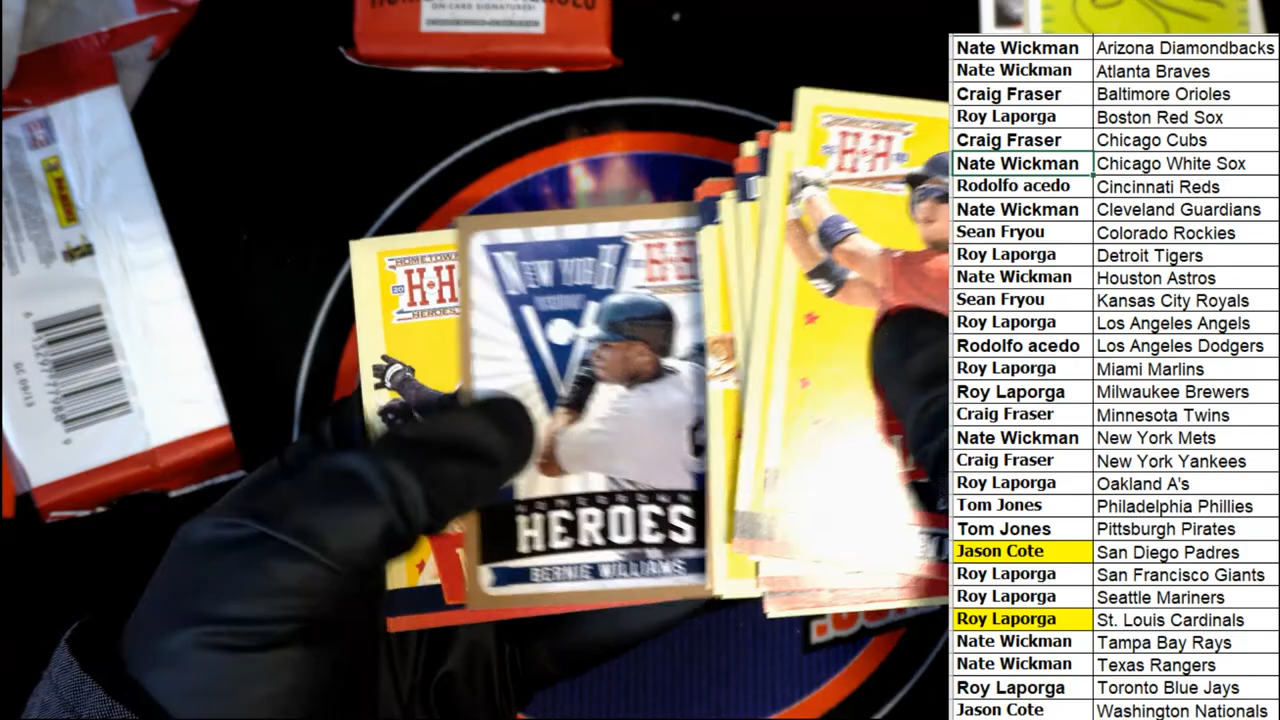 ON-CARD SIGNATURES!
Nate Wickman Arizona Diamondbacks
Nate Wickman Atlanta Braves
Craig Fraser Baltimore Orioles
Roy Laporga Boston Red Sox
Craig Fraser Chicago Cubs
Nate Wickman Chicago White Sox
Rodolfo acedo Cincinnati Reds
Nate Wickman Cleveland Guardians
Sean Fryou Colorado Rockies
Roy Laporga Detroit Tigers
Nate Wickman Houston Astros
Sean Fryou Kansas City Royals
Roy Laporga Los Angeles Angels
Rodolfo acedo Los Angeles Dodgers
Roy Laporga Miami Marlins
Roy Laporga Milwaukee Brewers
Craig Fraser Minnesota Twins
Nate Wickman New York Mets
Craig Fraser New York Yankees
Roy Laporga Oakland A's
Tom Jones Philadelphia Phillies
Tom Jones Pittsburgh Pirates
Jason Cote San Diego Padres
Roy Laporga San Francisco Giants
Roy Laporga Seattle Mariners
Roy Laporga St. Louis Cardinals
Nate Wickman Tampa Bay Rays
Nate Wickman Texas Rangers
Roy Laporga Toronto Blue Jays
Jason Cote Washington Nationals
H H
HOMETOWN
20 H H
HEROES
NEW YORK
H H
HOMETOWN
HEROES
BERNIE WILLIAMS
PANINI